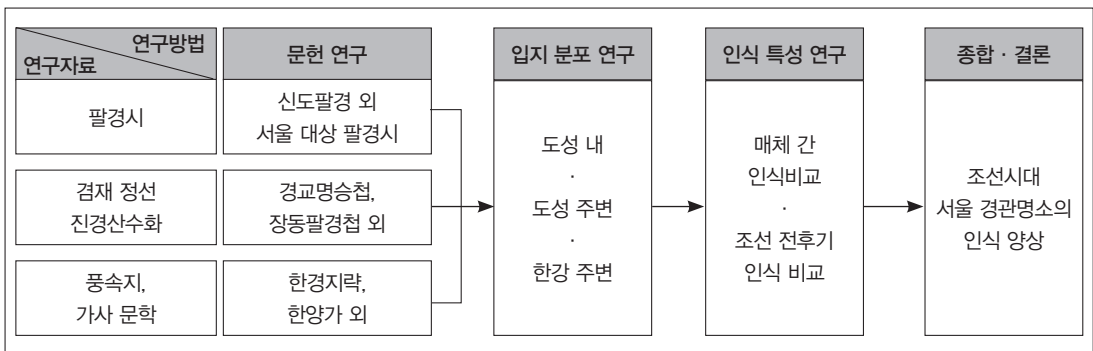 연구방법
연구자료
문헌 연구
입지 분포 연구
인식 특성 연구
종합 · 결론
팔경시
신도팔경 외
서울 대상 팔경시
겸재 정선
진경산수화
경교명승첩,
장동팔경첩 외
풍속지,
가사 문학
한경지략,
한양가 외
도성 내
·
도성 주변
·
한강 주변
매체 간
인식비교
·
조선 전후기
인식 비교
조선시대
서울 경관명소의
인식 양상